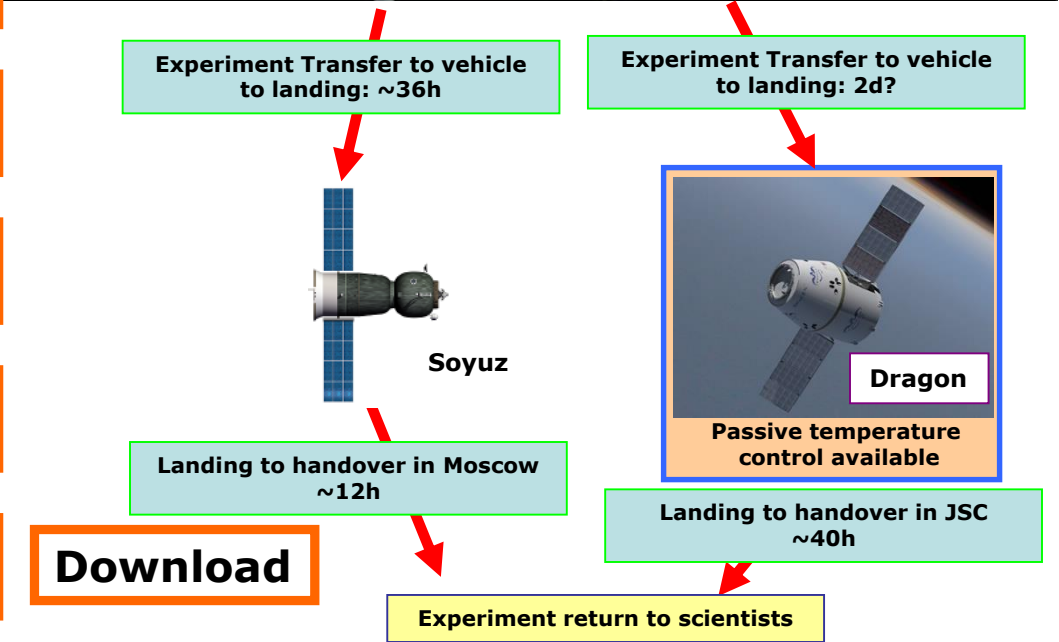 Experiment Transfer to vehicle
to landing: ~36h
Experiment Transfer to vehicle
to landing: 2d?
Soyuz
Dragon
Passive temperature
control available
Landing to handover in Moscow
~12h
Landing to handover in JSC
~40h
Download
Experiment return to scientists